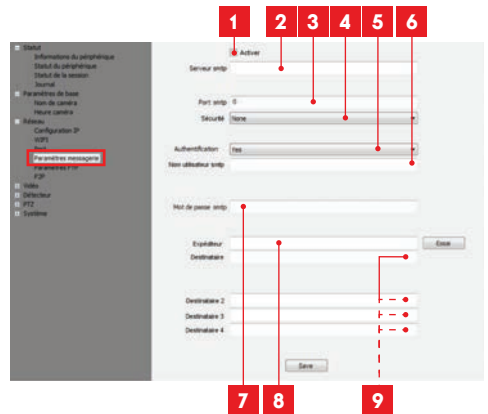 1 2 3 4 5 6
Statut
Informations du périphérique
Statut du périphérique
Statut de la session
Journal
Paramètres de base
Nom de caméra
Heure caméra
Réseau
Configuration IP
WIFI
Port
Paramètres messagerie
Paramètres FTP
P2P
Vidéo
Détecteur
PTZ
Système
Activer
Serveur smtp
Port smtp 0
Sécurité None
Authentification Yes
Nom utilisateur smtp
Mot de passe smtp
Expéditeur Essai
Destinataire
Destinataire 2
Destinataire 3
Destinataire 4
Save
7 8 9